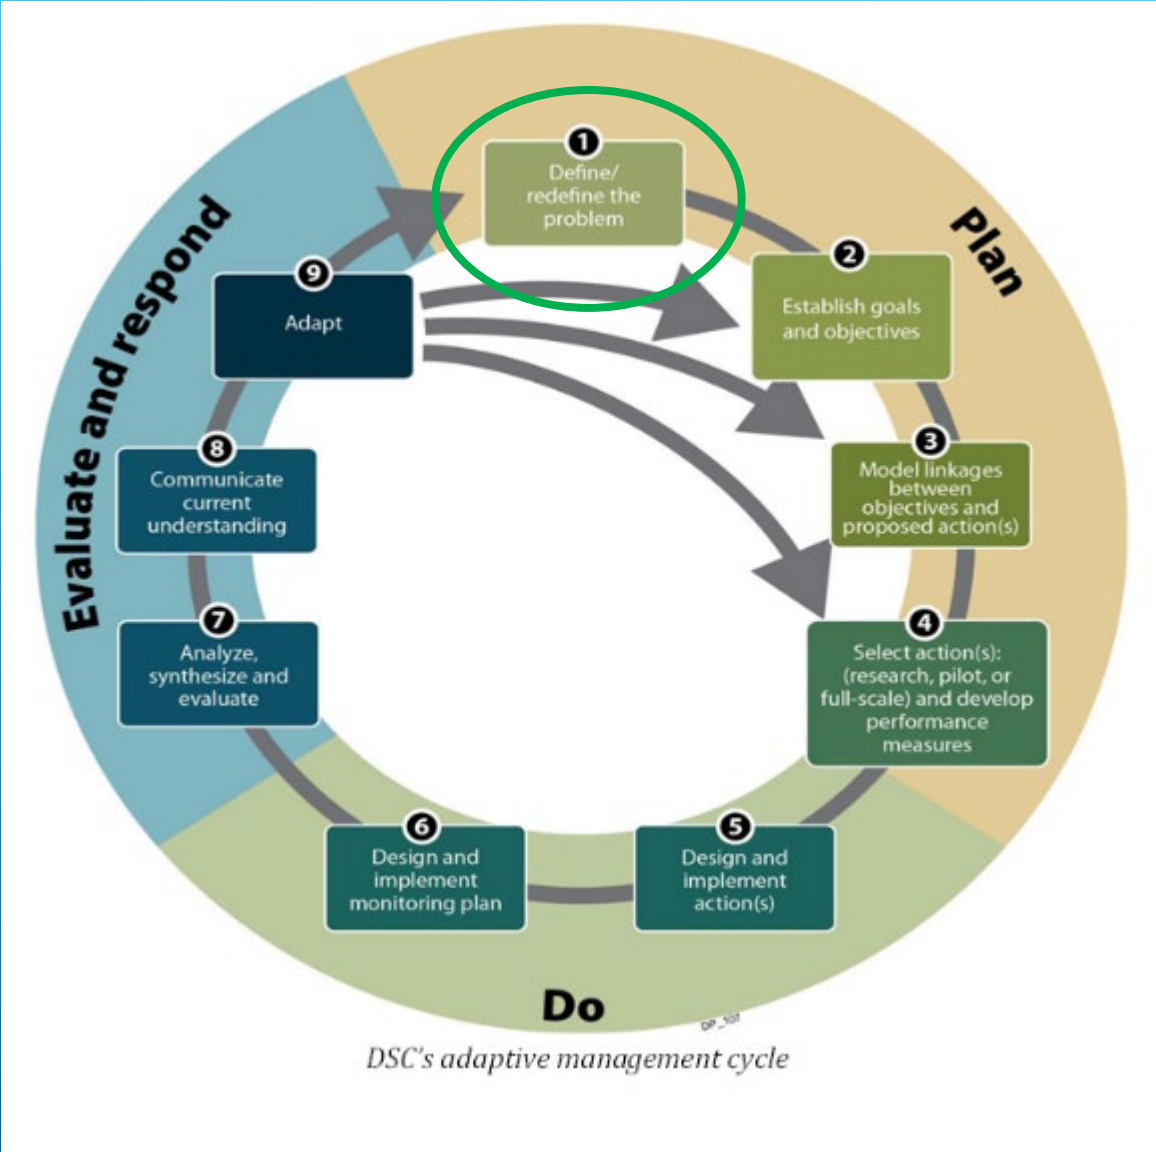 1
Define/
redefine the
problem
2
Establish goals
and objectives
3
Model linkages
between
objectives and
proposed action(s)
4
Select action(s):
(research, pilot, or
full-scale) and develop
performance
measures
5
Design and
implement
action(s)
6
Design and
implement
monitoring plan
7
Analyze,
synthesize and
evaluate
8
Communicate
current
understanding
9
Adapt
Plan
Do
Evaluate and respond
DP_107
DSC's adaptive management cycle